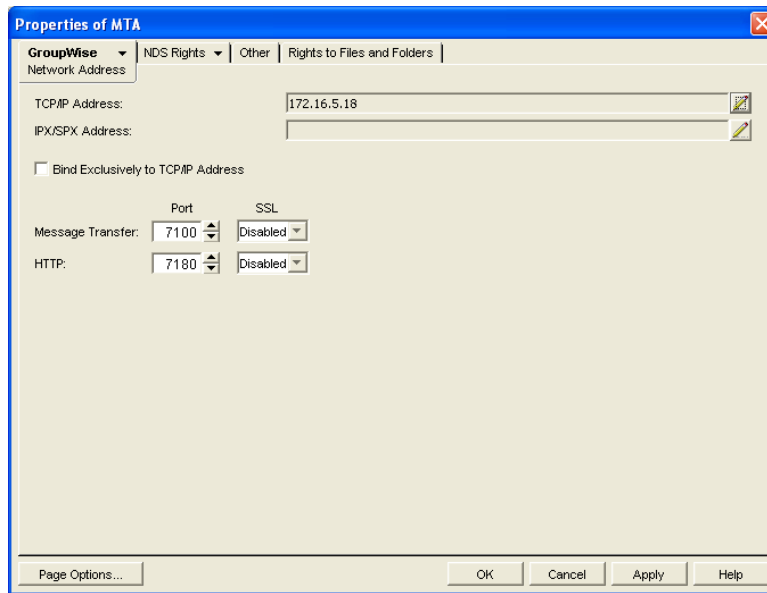 Properties of MTA
GroupWise NDS Rights Other Rights to Files and Folders
Network Address
TCP/IP Address: 172.16.5.18
IPX/SPX Address:
Bind Exclusively to TCP/IP Address
Port SSL
Message Transfer: 7100 Disabled
HTTP: 7180 Disabled
Page Options... OK Cancel Apply Help